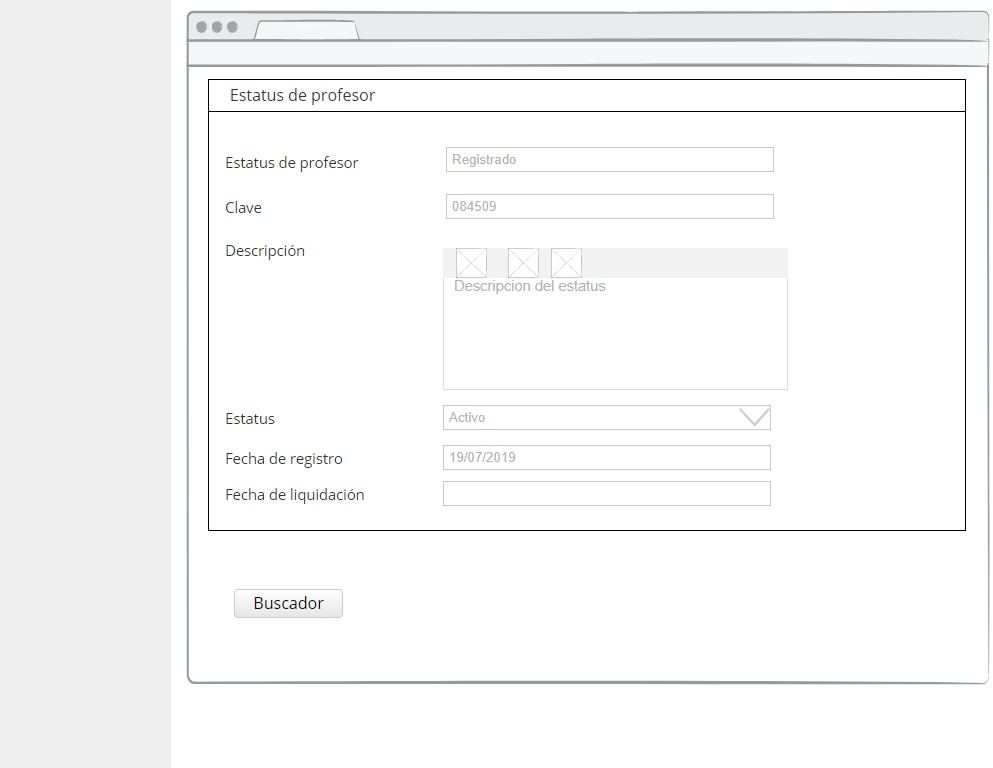 Estatus de profesor
Estatus de profesor Registrado
Clave 084509
Descripción
Descripcion del estatus
Estatus Activo
Fecha de registro 19/07/2019
Fecha de liquidación
Buscador